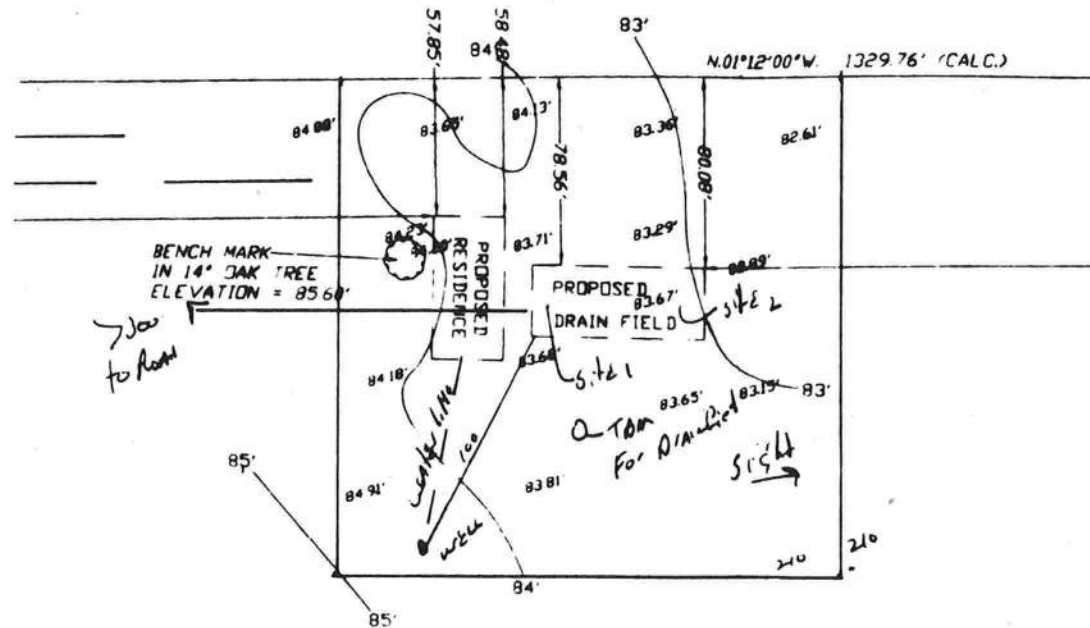 57.85'
58.48'
84'
83'
N.01°12'00"W. 1329.76' (CALC.)
84.88'
84.13'
83.36'
82.61'
78.56'
80.08'
83.29'
83.71'
BENCH MARK
IN 14" OAK TREE
ELEVATION = 85.60'
PROPOSED
RESIDENCE
PROPOSED
DRAIN FIELD
83.67'
Site 2
to Road
84.18'
83.68'
Site 1
83.65'
83.15'
83'
TBM
For Drainfield
Water line
100
85'
84.91'
83.81'
well
210
210
84'
85'